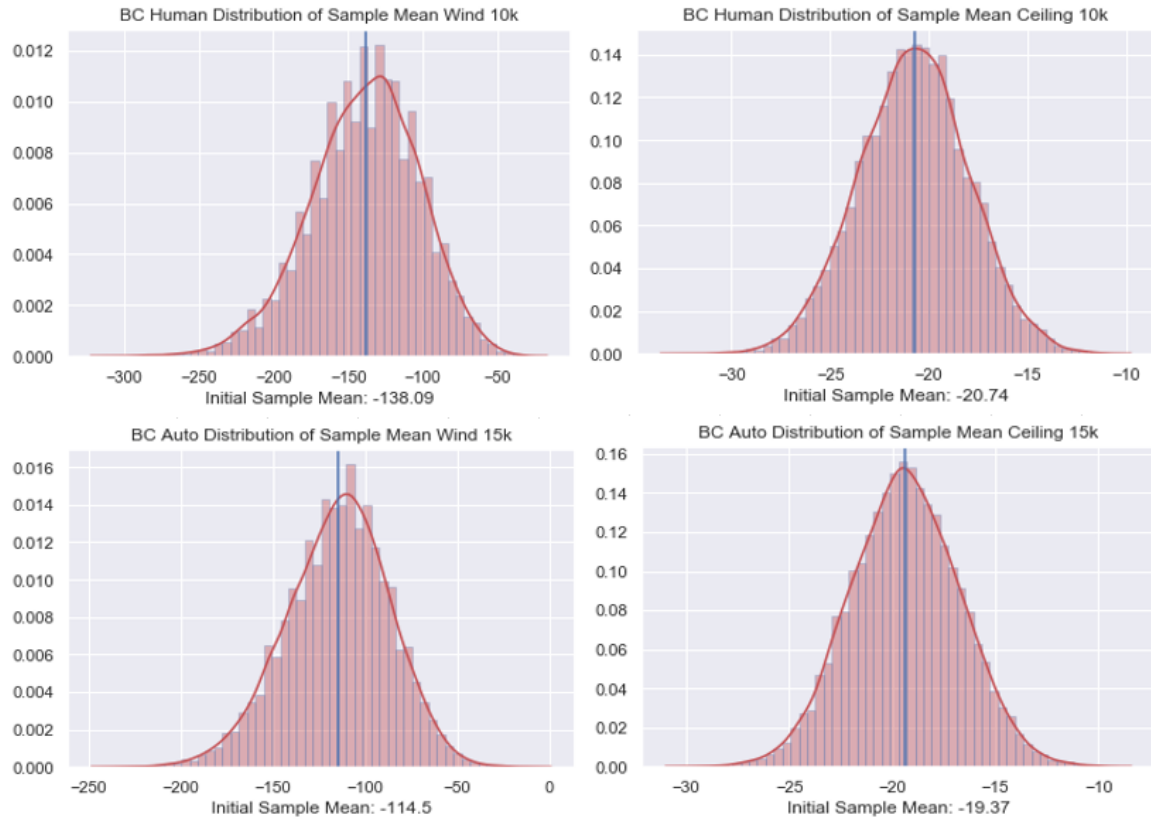 BC Human Distribution of Sample Mean Wind 10k
0.012
0.010
0.008
0.006
0.004
0.002
0.000
−300 −250 −200 −150 −100 −50
Initial Sample Mean: -138.09
BC Human Distribution of Sample Mean Ceiling 10k
0.14
0.12
0.10
0.08
0.06
0.04
0.02
0.00
−30 −25 −20 −15 −10
Initial Sample Mean: -20.74
BC Auto Distribution of Sample Mean Wind 15k
0.016
0.014
0.012
0.010
0.008
0.006
0.004
0.002
0.000
−250 −200 −150 −100 −50 0
Initial Sample Mean: -114.5
BC Auto Distribution of Sample Mean Ceiling 15k
0.16
0.14
0.12
0.10
0.08
0.06
0.04
0.02
0.00
−30 −25 −20 −15 −10
Initial Sample Mean: -19.37